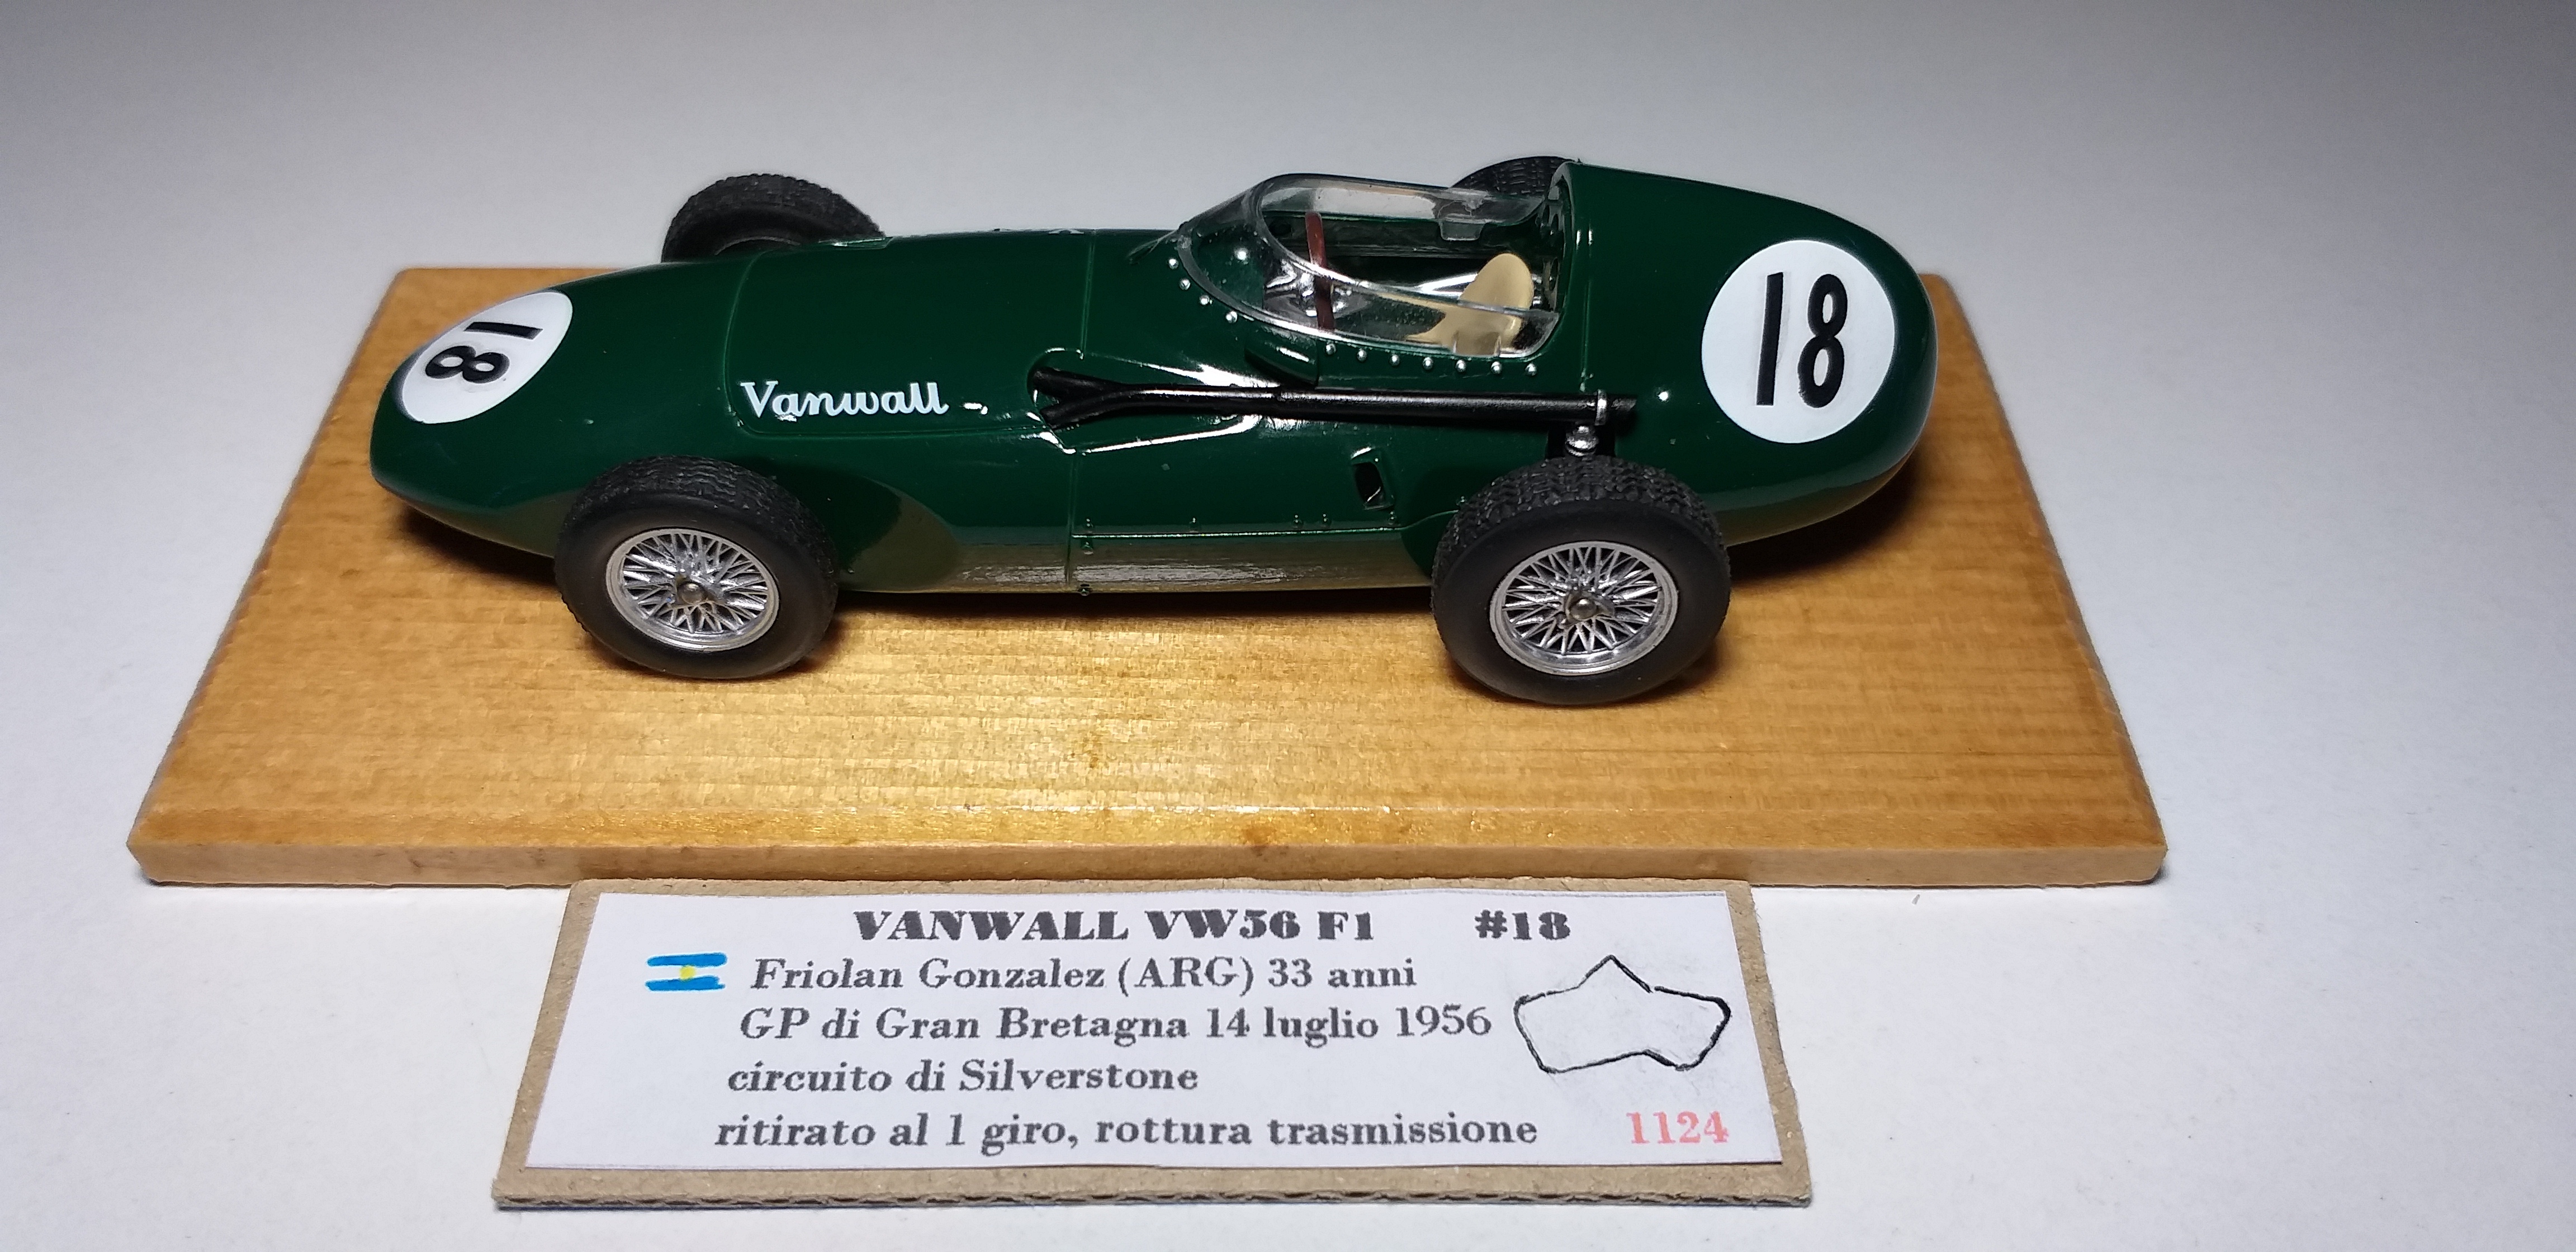 18
18
Vanwall
VANWALL VW56 F1 #18
Friolan Gonzalez (ARG) 33 anni
GP di Gran Bretagna 14 luglio 1956
circuito di Silverstone
ritirato al 1 giro, rottura trasmissione 1124